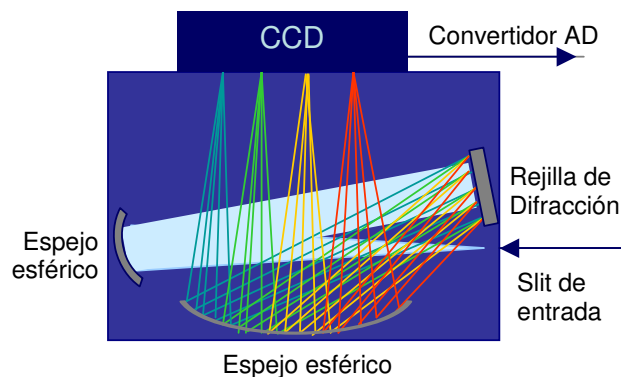 CCD
Convertidor AD
Rejilla de
Difracción
Espejo
esférico
Slit de
entrada
Espejo esférico